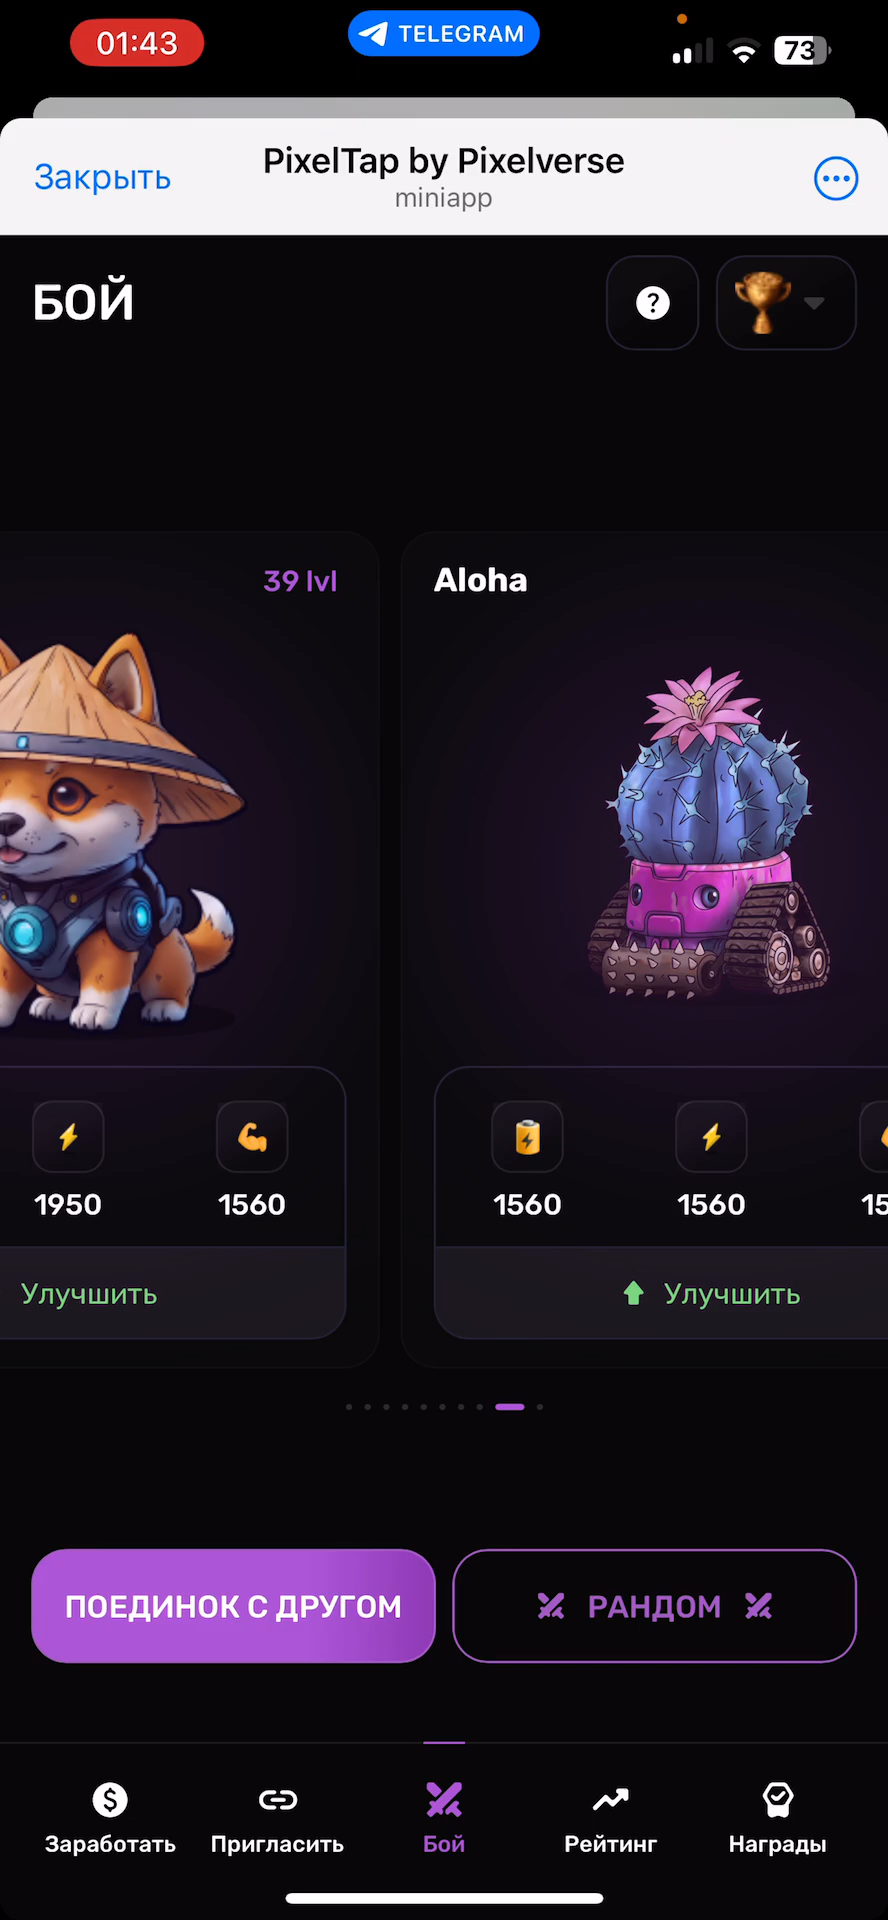 01:43
TELEGRAM
73
Закрыть
PixelTap by Pixelverse
miniapp
БОЙ
?
39 lvl
Aloha
1950
1560
1560
1560
Улучшить
Улучшить
ПОЕДИНОК С ДРУГОМ
РАНДОМ
Заработать
Пригласить
Бой
Рейтинг
Награды